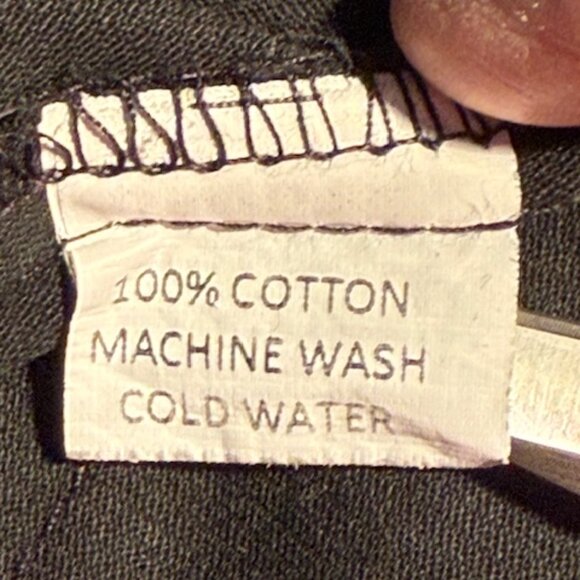 100% COTTON
MACHINE WASH
COLD WATER